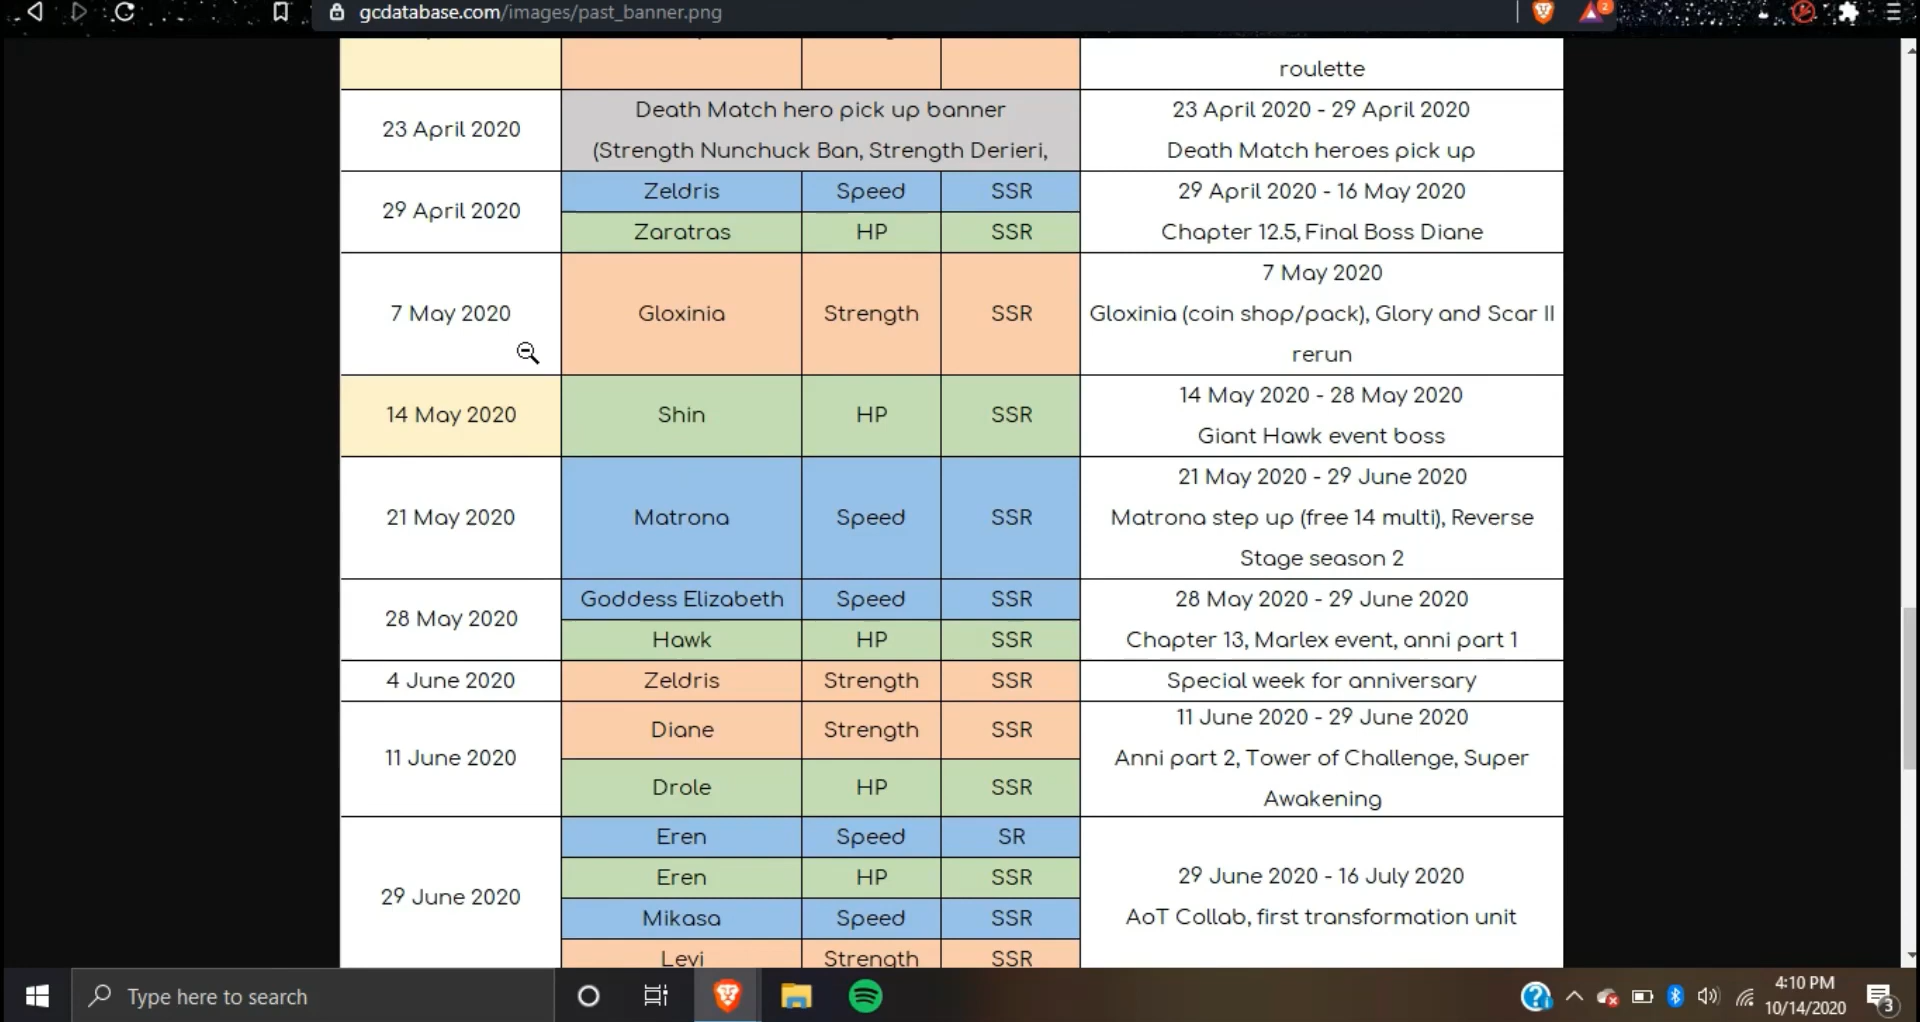 gcdatabase.com/images/past_banner.png
2
roulette
23 April 2020
Death Match hero pick up banner
(Strength Nunchuck Ban, Strength Derieri,
23 April 2020 - 29 April 2020
Death Match heroes pick up
29 April 2020
Zeldris Speed SSR
Zaratras HP SSR
29 April 2020 - 16 May 2020
Chapter 12.5, Final Boss Diane
7 May 2020
Gloxinia Strength SSR
7 May 2020
Gloxinia (coin shop/pack), Glory and Scar II
rerun
14 May 2020
Shin HP SSR
14 May 2020 - 28 May 2020
Giant Hawk event boss
21 May 2020
Matrona Speed SSR
21 May 2020 - 29 June 2020
Matrona step up (free 14 multi), Reverse
Stage season 2
28 May 2020
Goddess Elizabeth Speed SSR
Hawk HP SSR
28 May 2020 - 29 June 2020
Chapter 13, Marlex event, anni part 1
4 June 2020
Zeldris Strength SSR
Special week for anniversary
11 June 2020
Diane Strength SSR
Drole HP SSR
11 June 2020 - 29 June 2020
Anni part 2, Tower of Challenge, Super
Awakening
29 June 2020
Eren Speed SR
Eren HP SSR
Mikasa Speed SSR
Levi Strength SSR
29 June 2020 - 16 July 2020
AoT Collab, first transformation unit
Type here to search
4:10 PM
10/14/2020
3